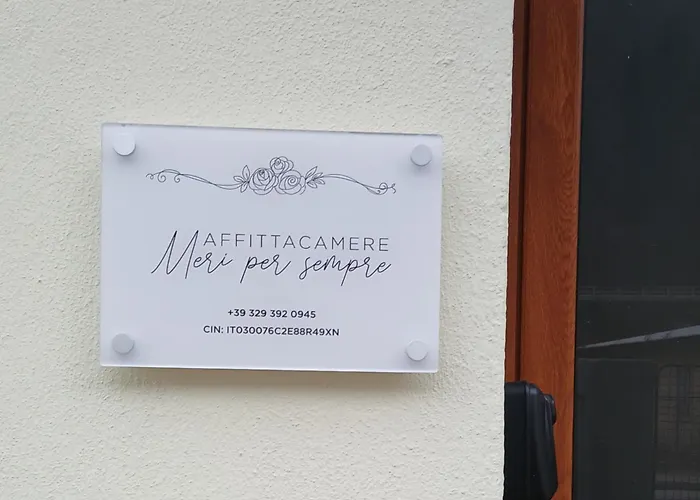 AFFITTACAMERE
Meri per sempre
+39 329 392 0945
CIN: IT030076C2E88R49XN